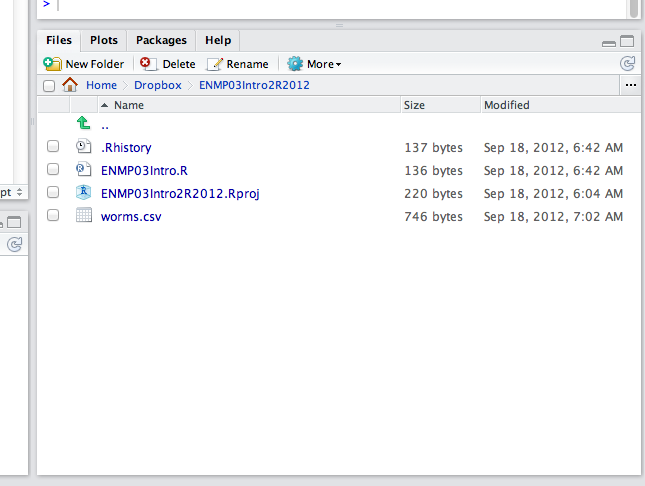 >
Files Plots Packages Help
New Folder Delete Rename More
Home Dropbox ENMP03Intro2R2012 ...
Name Size Modified
..
.Rhistory 137 bytes Sep 18, 2012, 6:42 AM
ENMP03Intro.R 136 bytes Sep 18, 2012, 6:42 AM
pt
ENMP03Intro2R2012.Rproj 220 bytes Sep 18, 2012, 6:04 AM
worms.csv 746 bytes Sep 18, 2012, 7:02 AM